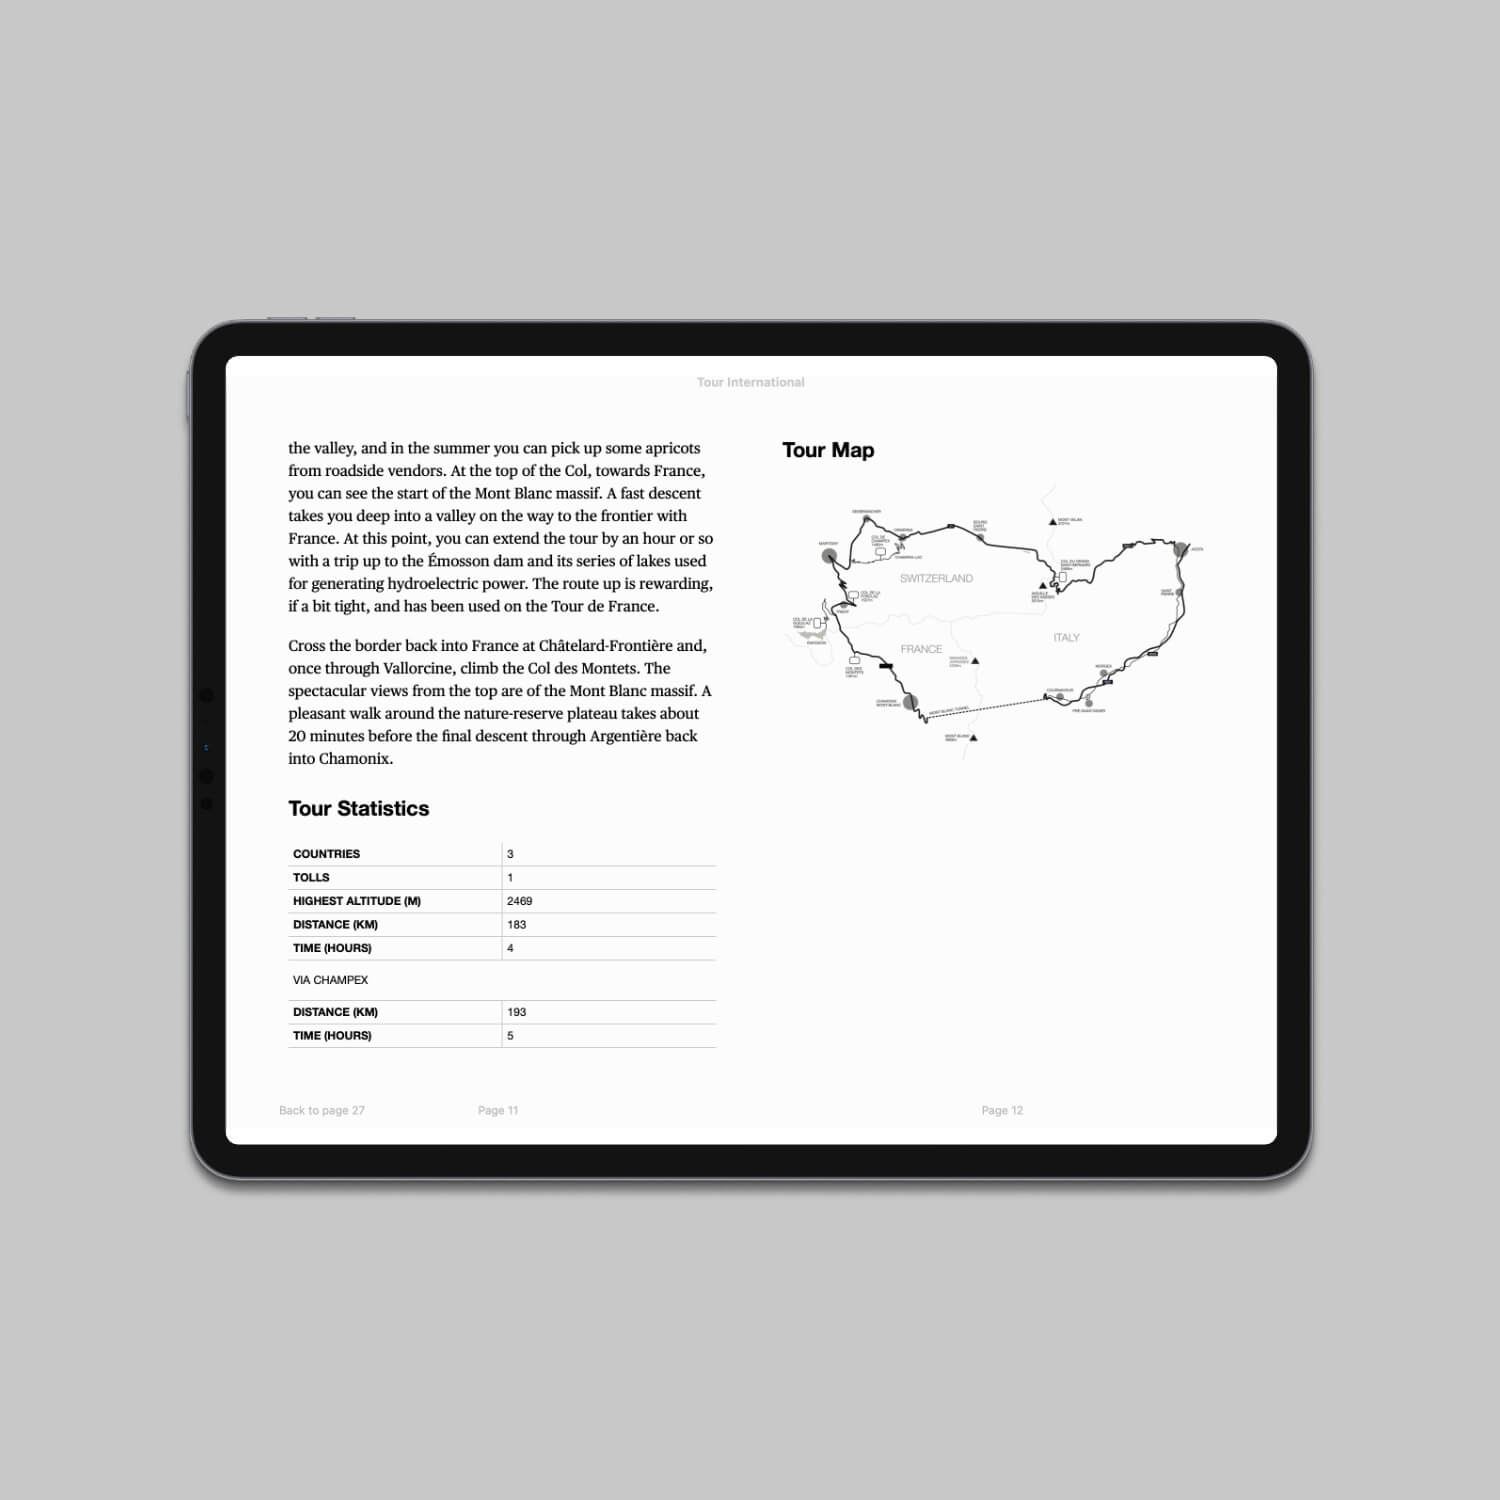 Tour International
the valley, and in the summer you can pick up some apricots
from roadside vendors. At the top of the Col, towards France,
you can see the start of the Mont Blanc massif. A fast descent
takes you deep into a valley on the way to the frontier with
France. At this point, you can extend the tour by an hour or so
with a trip up to the Émosson dam and its series of lakes used
for generating hydroelectric power. The route up is rewarding,
if a bit tight, and has been used on the Tour de France.
Cross the border back into France at Châtelard-Frontière and,
once through Vallorcine, climb the Col des Montets. The
spectacular views from the top are of the Mont Blanc massif. A
pleasant walk around the nature-reserve plateau takes about
20 minutes before the final descent through Argentière back
into Chamonix.
Tour Statistics
COUNTRIES 3
TOLLS 1
HIGHEST ALTITUDE (M) 2469
DISTANCE (KM) 183
TIME (HOURS) 4
VIA CHAMPEX
DISTANCE (KM) 193
TIME (HOURS) 5
Back to page 27
Page 11
Tour Map
MARTIGNY
AOSTA
SWITZERLAND
FRANCE
ITALY
MONT BLANC TUNNEL
COURMAYEUR
CHAMONIX
MONT-BLANC
Page 12